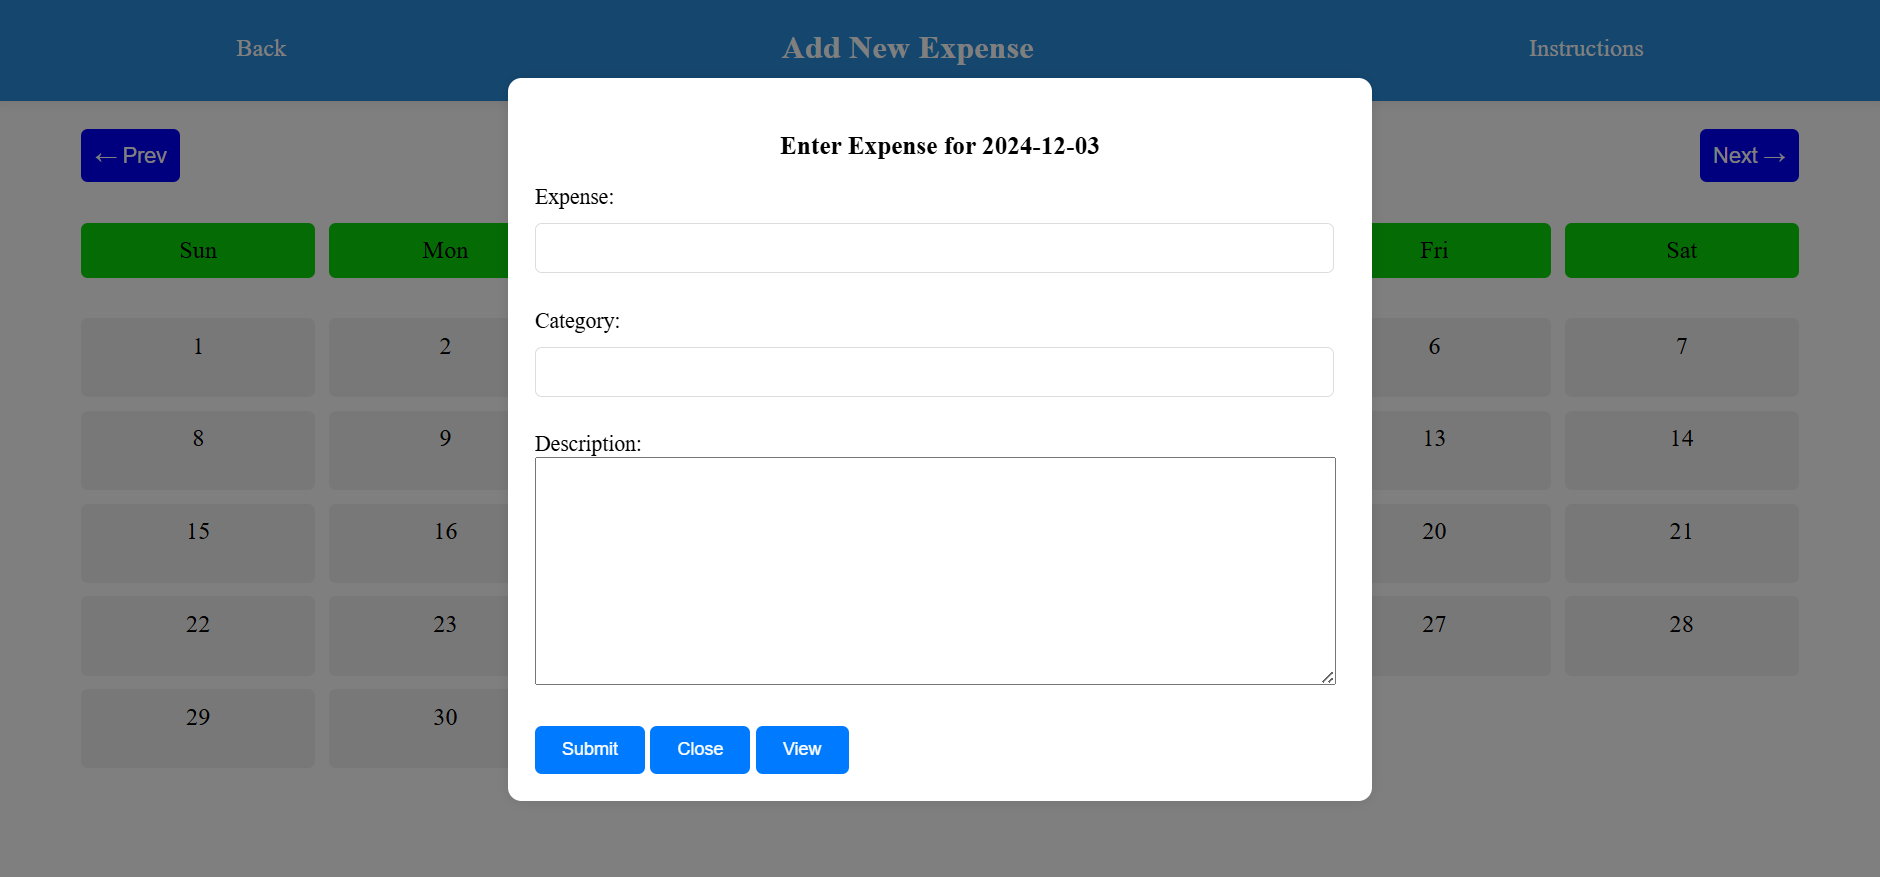 Back Add New Expense Instructions
← Prev Next →
Sun Mon Fri Sat
1 2 6 7
8 9 13 14
15 16 20 21
22 23 27 28
29 30
Enter Expense for 2024-12-03
Expense:
Category:
Description:
Submit Close View